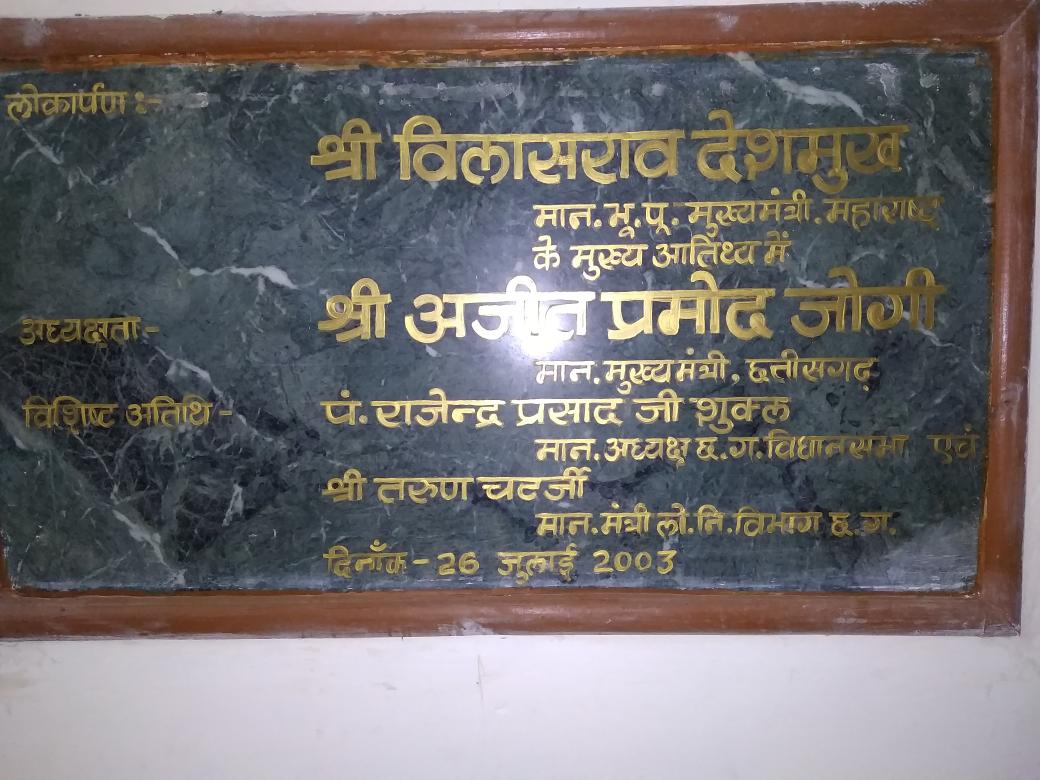 लोकार्पण :-
श्री विलासराव देशमुख
मान. भू. पू. मुख्यमंत्री. महाराष्ट्र
के मुख्य आतिथ्य में
अध्यक्षता - श्री अजीत प्रमोद जोगी
मान. मुख्यमंत्री, छत्तीसगढ़
विशिष्ट अतिथि - पं. राजेन्द्र प्रसाद जी शुक्ल
मान. अध्यक्ष छ. ग. विधानसभा एवं
श्री तरुण चटर्जी
मान. मंत्री लो. नि. विभाग छ. ग.
दिनाँक - 26 जुलाई 2003